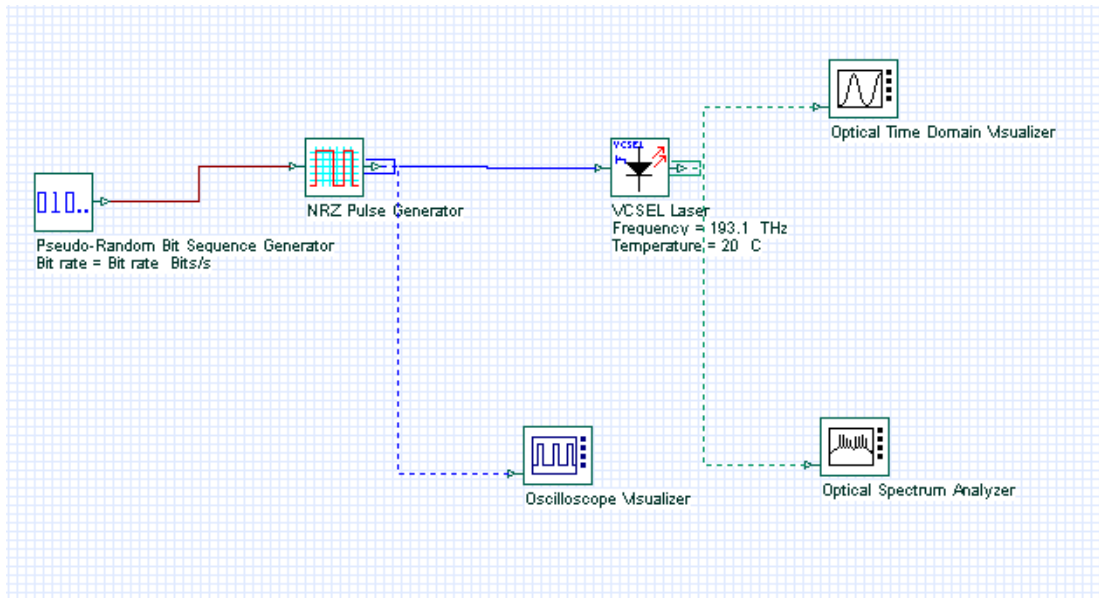 Optical Time Domain Visualizer
VCSEL
NRZ Pulse Generator
VCSEL Laser
Frequency = 193.1 THz
Temperature = 20 C
010..
Pseudo-Random Bit Sequence Generator
Bit rate = Bit rate Bits/s
Oscilloscope Visualizer
Optical Spectrum Analyzer